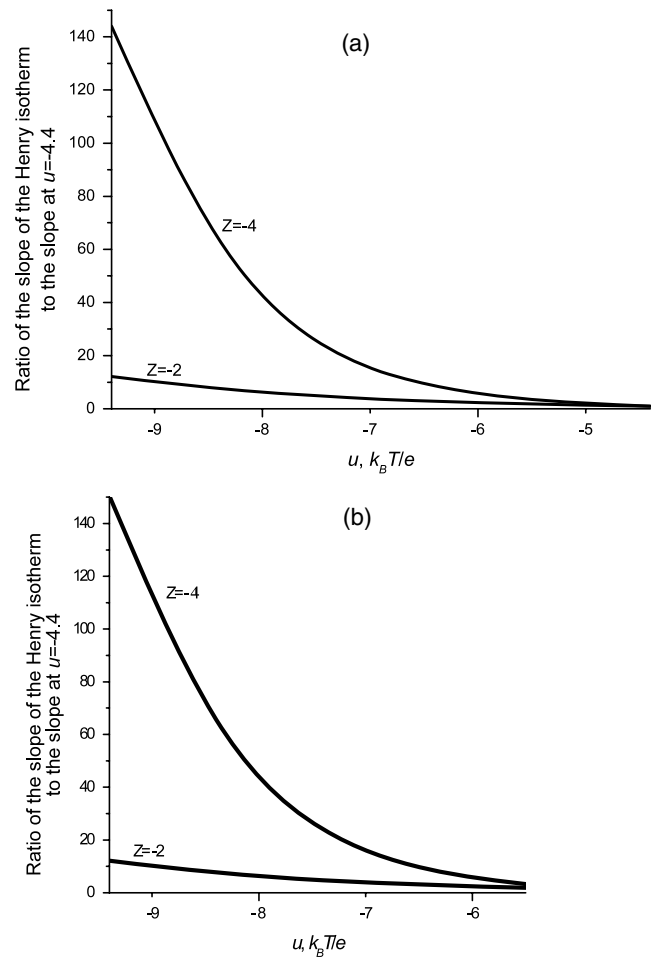 (a)
Ratio of the slope of the Henry isotherm
to the slope at u=-4.4
140
120
100
80
60
40
20
0
Z=-4
Z=-2
-9
-8
-7
-6
-5
u, k_BT/e
(b)
Ratio of the slope of the Henry isotherm
to the slope at u=-4.4
140
120
100
80
60
40
20
0
Z=-4
Z=-2
-9
-8
-7
-6
u, k_BT/e